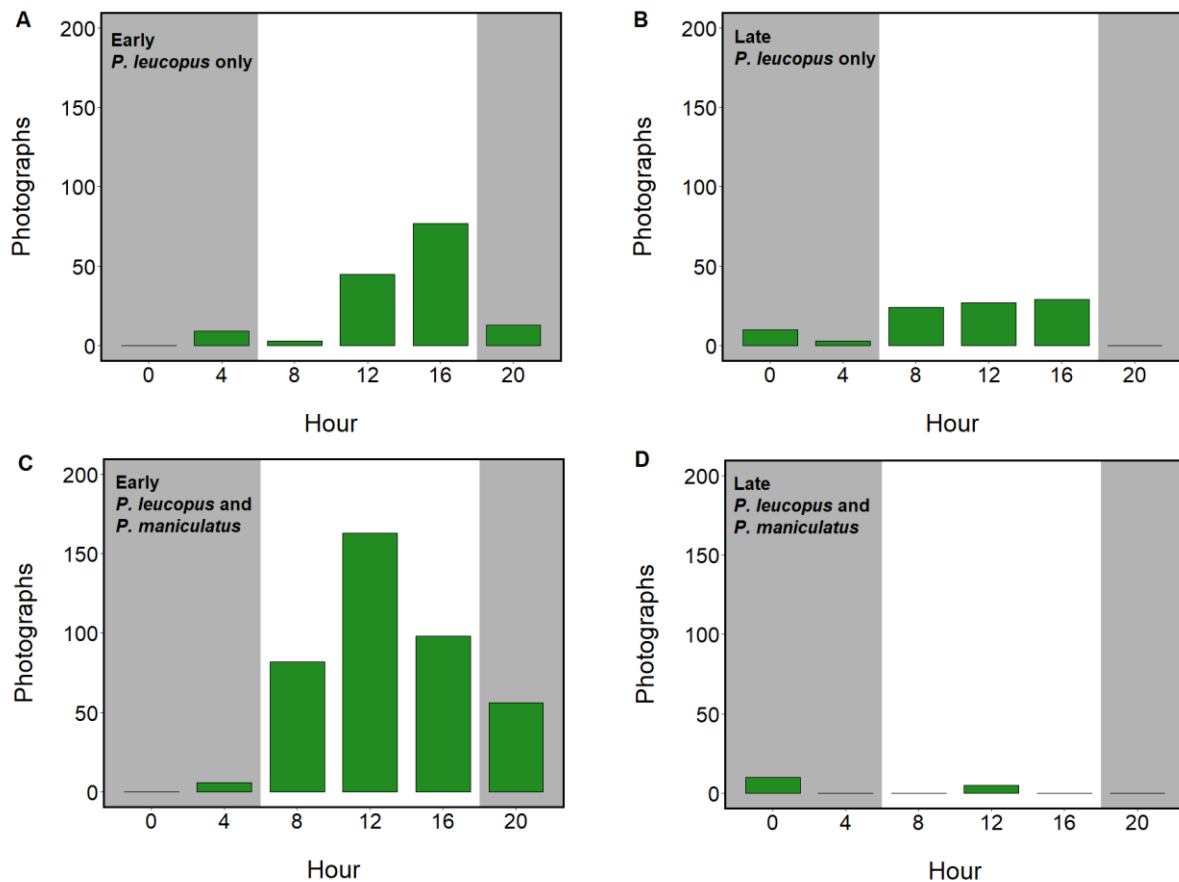 A
Early
P. leucopus only
200
150
100
50
0
Photographs
0 4 8 12 16 20
Hour
B
Late
P. leucopus only
200
150
100
50
0
Photographs
0 4 8 12 16 20
Hour
C
Early
P. leucopus and
P. maniculatus
200
150
100
50
0
Photographs
0 4 8 12 16 20
Hour
D
Late
P. leucopus and
P. maniculatus
200
150
100
50
0
Photographs
0 4 8 12 16 20
Hour